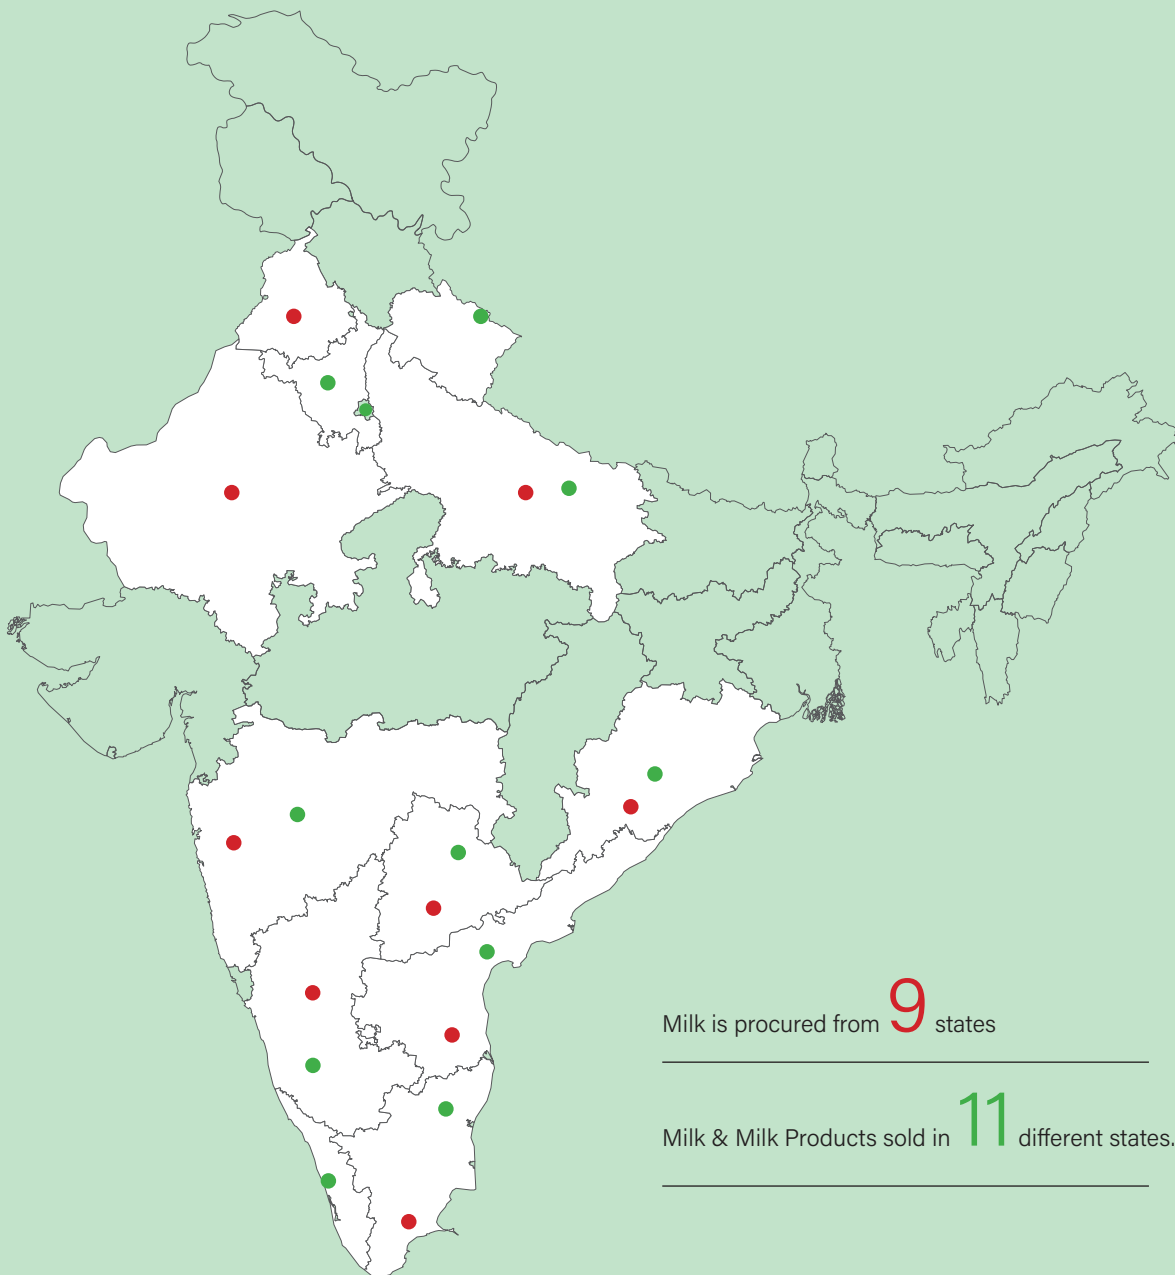 Milk is procured from 9 states
Milk & Milk Products sold in 11 different states.